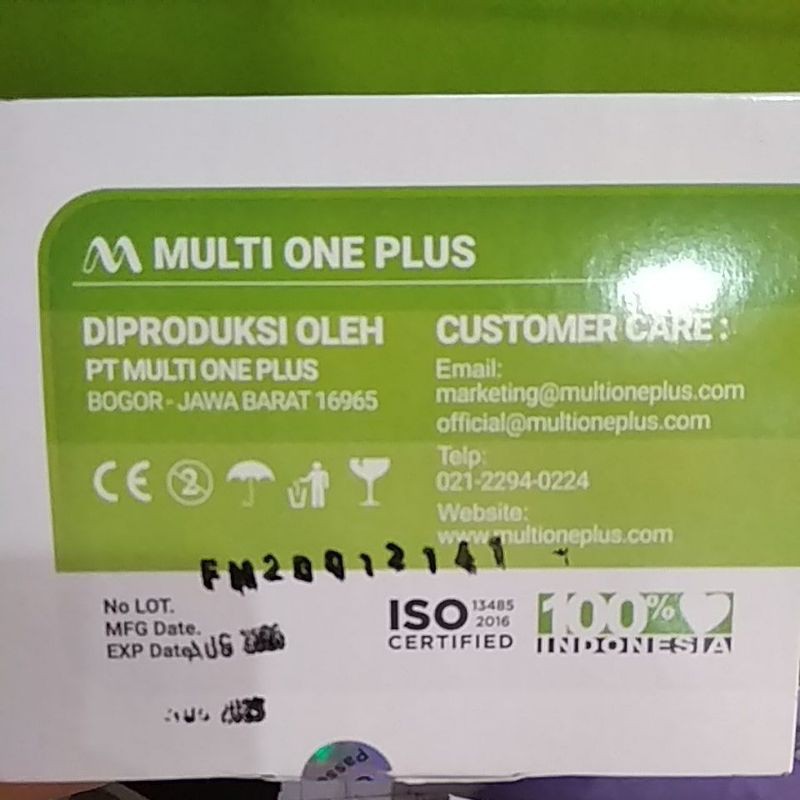 MULTI ONE PLUS
DIPRODUKSI OLEH
PT MULTI ONE PLUS
BOGOR - JAWA BARAT 16965
CUSTOMER CARE :
Email:
marketing@multioneplus.com
official@multioneplus.com
Telp:
021-2294-0224
Website:
www.multioneplus.com
CE
2
No LOT.
MFG Date.
EXP Date.
AUG
ISO 13485
2016
CERTIFIED
100%
INDONESIA